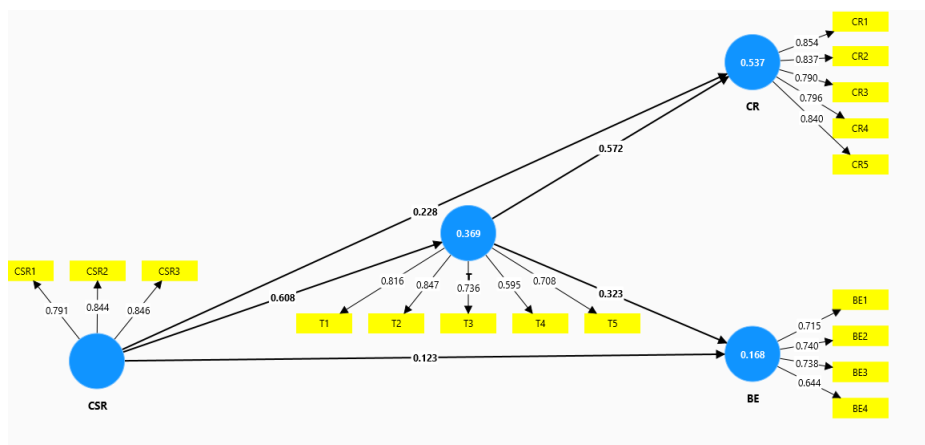 CR1
0.854
CR2
0.837
0.537
0.790
CR3
0.796
CR
0.840
CR4
0.572
CR5
0.228
0.369
CSR1
CSR2
CSR3
T
0.816
0.847
0.736
0.595
0.708
0.608
0.323
0.791
0.844
0.846
T1
T2
T3
T4
T5
BE1
0.715
BE2
0.740
0.123
0.168
0.738
BE3
0.644
CSR
BE
BE4